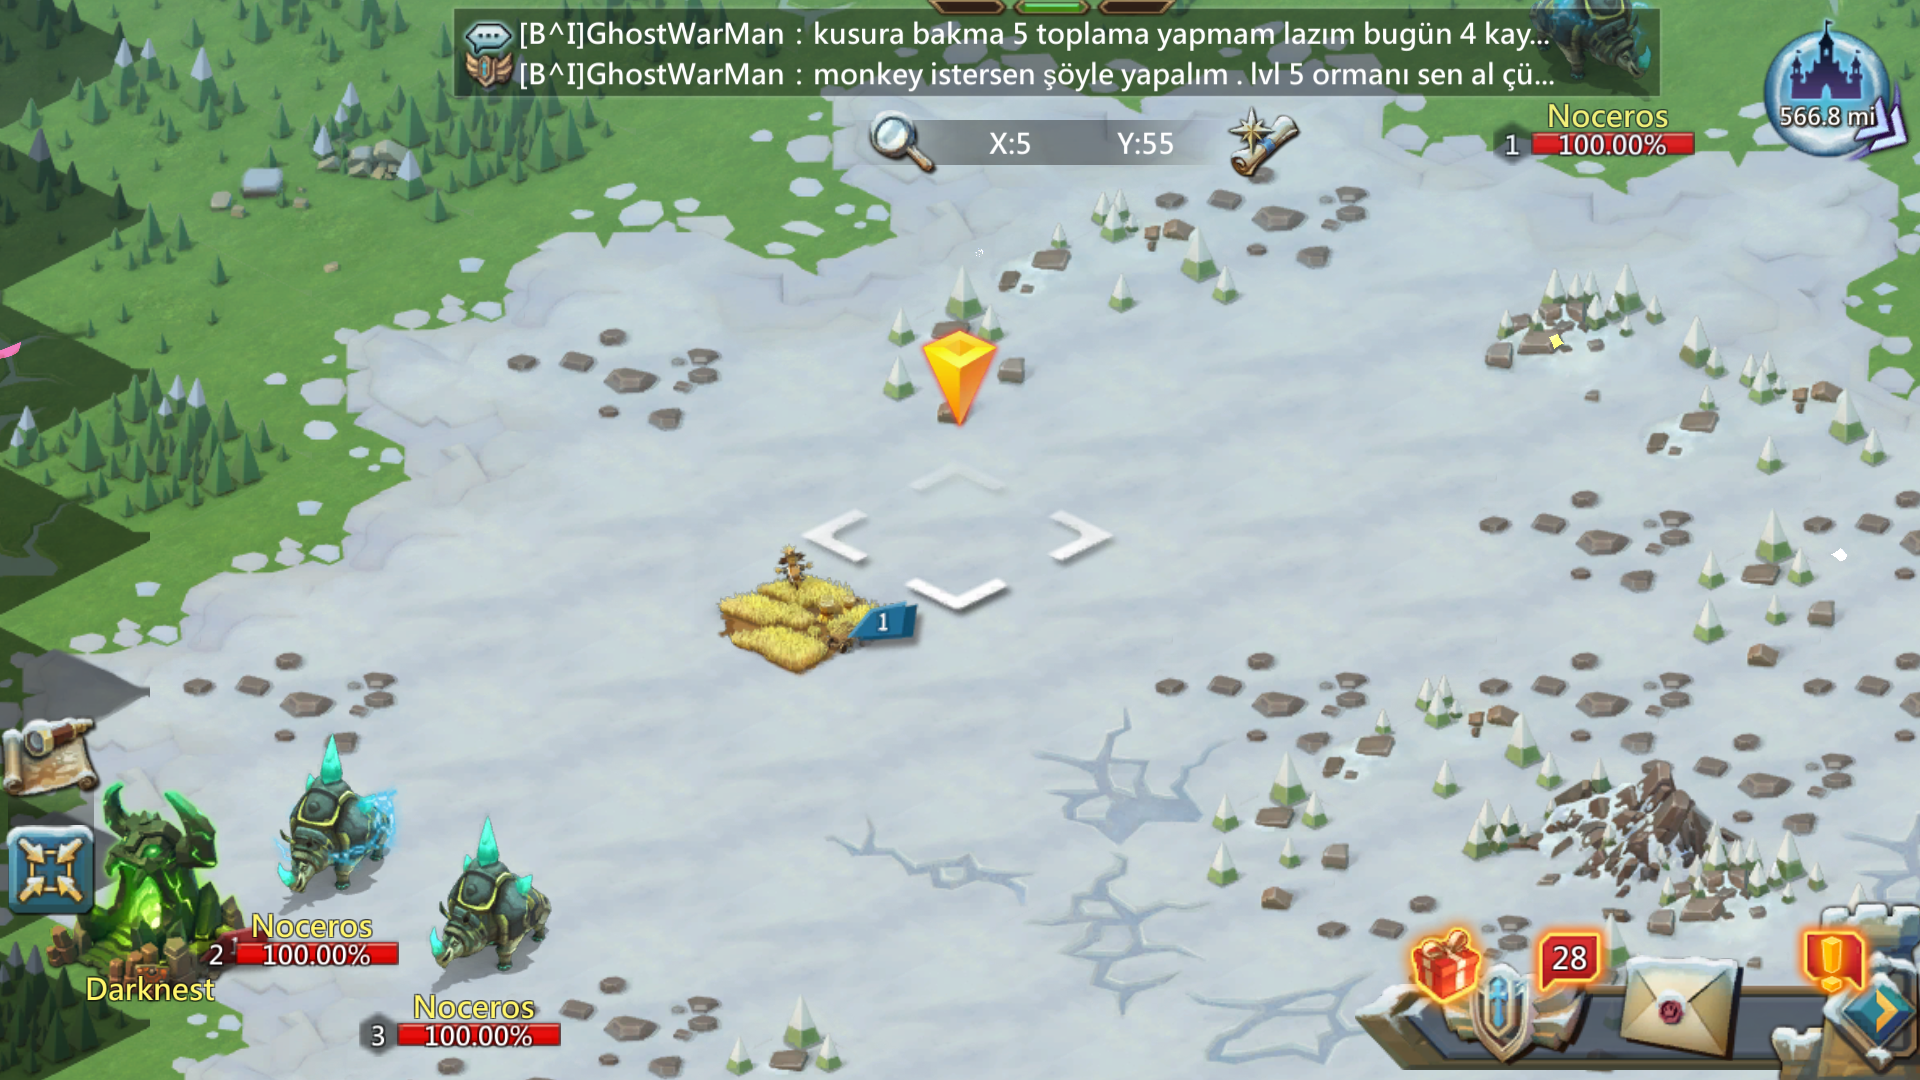 [B^I]GhostWarMan : kusura bakma 5 toplama yapmam lazım bugün 4 kay...
[B^I]GhostWarMan : monkey istersen şöyle yapalım . lvl 5 ormanı sen al çü...
566.8 mi
X:5 Y:55
Noceros
1 100.00%
1
Noceros
2 1 100.00%
Darknest
Noceros
3 100.00%
28